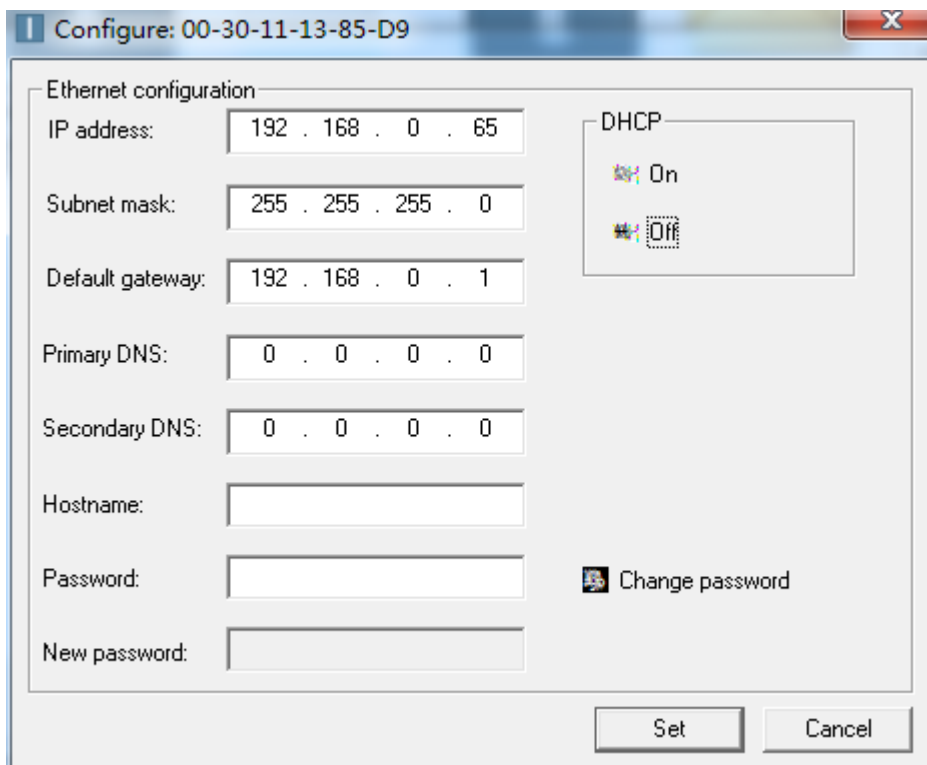 Configure: 00-30-11-13-85-D9
Ethernet configuration
IP address: 192 . 168 . 0 . 65
DHCP
On
Subnet mask: 255 . 255 . 255 . 0
Off
Default gateway: 192 . 168 . 0 . 1
Primary DNS: 0 . 0 . 0 . 0
Secondary DNS: 0 . 0 . 0 . 0
Hostname:
Password:
Change password
New password:
Set
Cancel